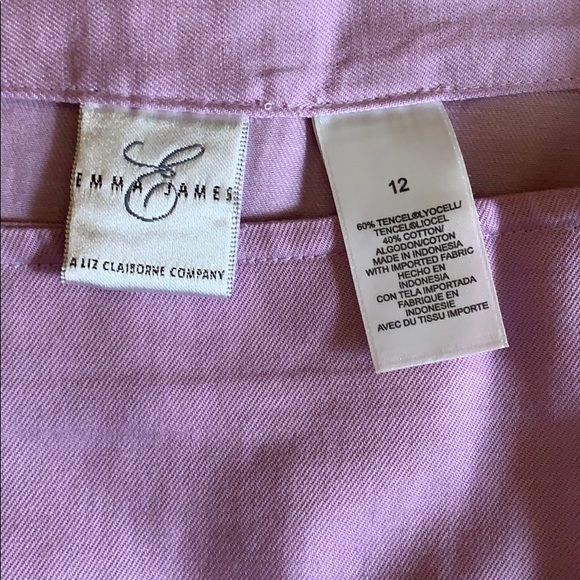 E
EMMA JAMES
A LIZ CLAIBORNE COMPANY
12
60% TENCEL®LYOCELL/
TENCEL®LIOCEL
40% COTTON/
ALGODON/COTON
MADE IN INDONESIA
WITH IMPORTED FABRIC
HECHO EN
INDONESIA
CON TELA IMPORTADA
FABRIQUE EN
INDONESIE
AVEC DU TISSU IMPORTE